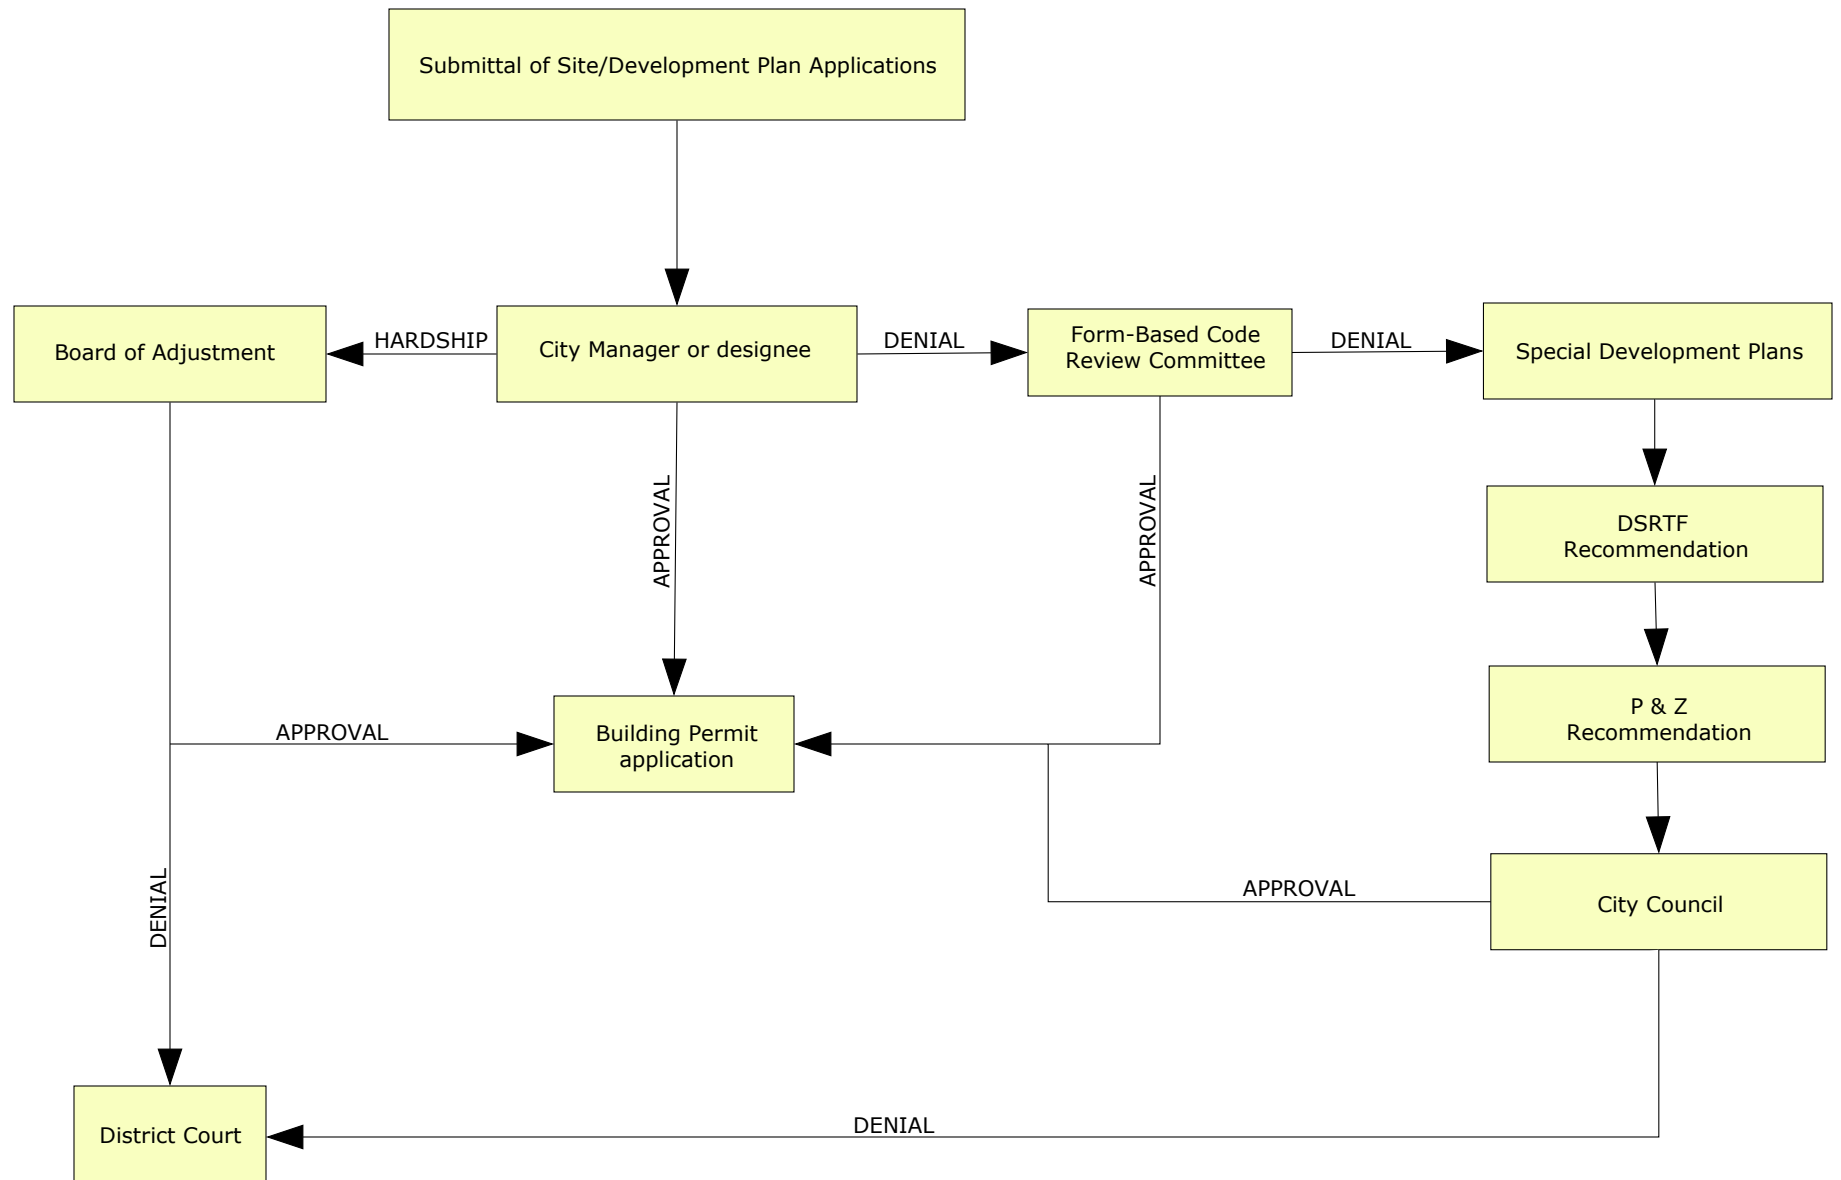 Submittal of Site/Development Plan Applications
Board of Adjustment
HARDSHIP
City Manager or designee
DENIAL
Form-Based Code
Review Committee
DENIAL
Special Development Plans
APPROVAL
APPROVAL
DSRTF
Recommendation
P & Z
Recommendation
APPROVAL
Building Permit
application
DENIAL
APPROVAL
City Council
District Court
DENIAL